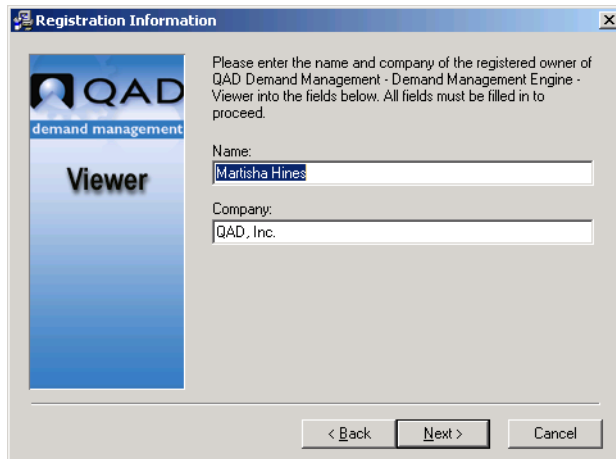 Registration Information
QAD
demand management
Viewer
Please enter the name and company of the registered owner of
QAD Demand Management - Demand Management Engine -
Viewer into the fields below. All fields must be filled in to
proceed.
Name:
Martisha Hines
Company:
QAD, Inc.
< Back
Next >
Cancel